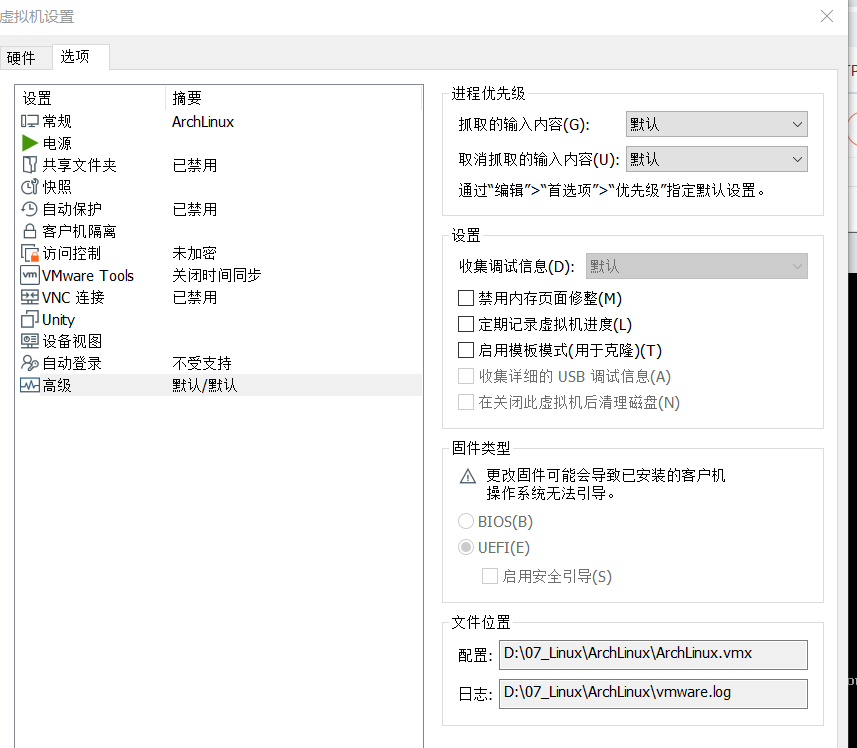 虚拟机设置
硬件 选项
设置 摘要
常规 ArchLinux
电源
共享文件夹 已禁用
快照
自动保护 已禁用
客户机隔离
访问控制 未加密
VMware Tools 关闭时间同步
VNC 连接 已禁用
Unity
设备视图
自动登录 不受支持
高级 默认/默认
进程优先级
抓取的输入内容(G): 默认
取消抓取的输入内容(U): 默认
通过“编辑”>“首选项”>“优先级”指定默认设置。
设置
收集调试信息(D): 默认
禁用内存页面修整(M)
定期记录虚拟机进度(L)
启用模板模式(用于克隆)(T)
收集详细的 USB 调试信息(A)
在关闭此虚拟机后清理磁盘(N)
固件类型
更改固件可能会导致已安装的客户机
操作系统无法引导。
BIOS(B)
UEFI(E)
启用安全引导(S)
文件位置
配置: D:\07_Linux\ArchLinux\ArchLinux.vmx
日志: D:\07_Linux\ArchLinux\vmware.log